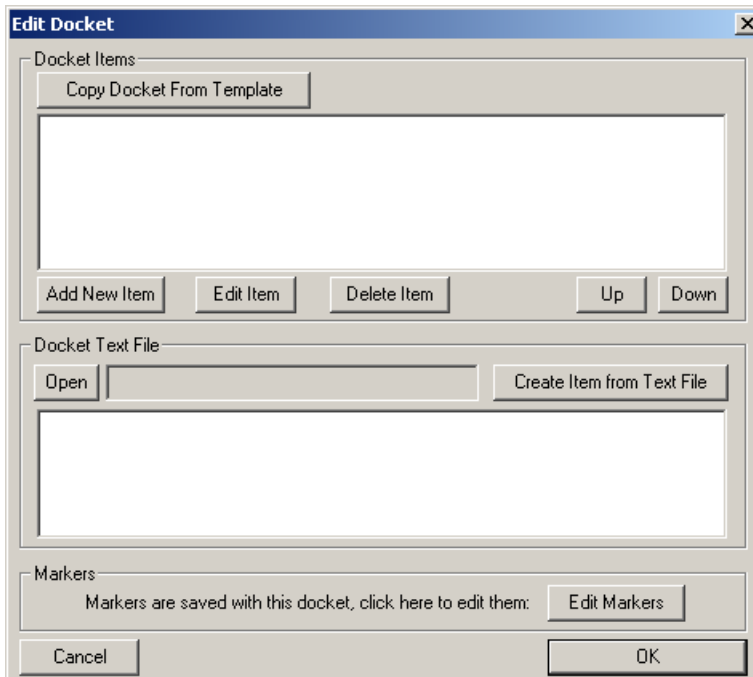 Edit Docket
Docket Items
Copy Docket From Template
Add New Item Edit Item Delete Item Up Down
Docket Text File
Open Create Item from Text File
Markers
Markers are saved with this docket, click here to edit them: Edit Markers
Cancel OK